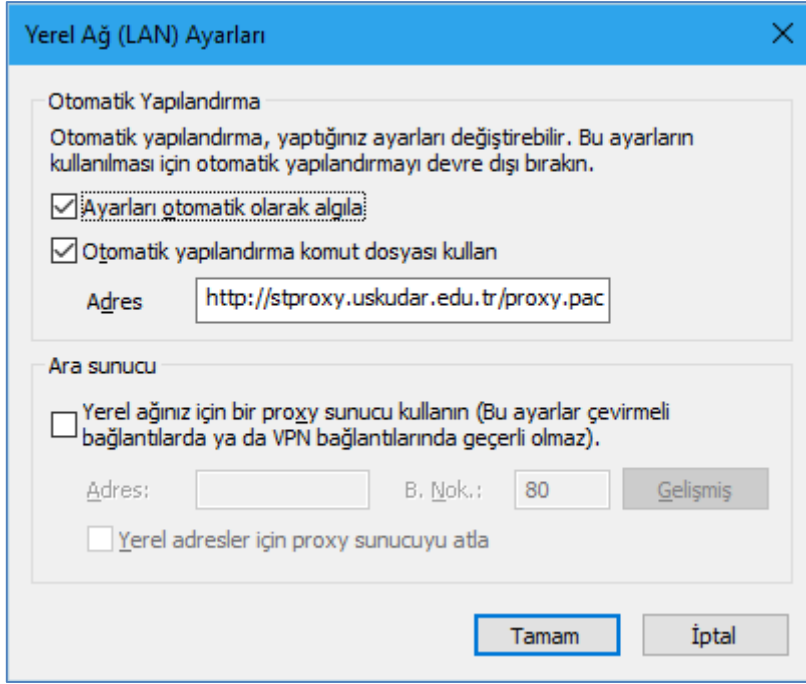 Yerel Ağ (LAN) Ayarları
Otomatik Yapılandırma
Otomatik yapılandırma, yaptığınız ayarları değiştirebilir. Bu ayarların
kullanılması için otomatik yapılandırmayı devre dışı bırakın.
Ayarları otomatik olarak algıla
Otomatik yapılandırma komut dosyası kullan
Adres http://stproxy.uskudar.edu.tr/proxy.pac
Ara sunucu
Yerel ağınız için bir proxy sunucu kullanın (Bu ayarlar çevirmeli
bağlantılarda ya da VPN bağlantılarında geçerli olmaz).
Adres: B. Nok.: 80 Gelişmiş
Yerel adresler için proxy sunucuyu atla
Tamam İptal